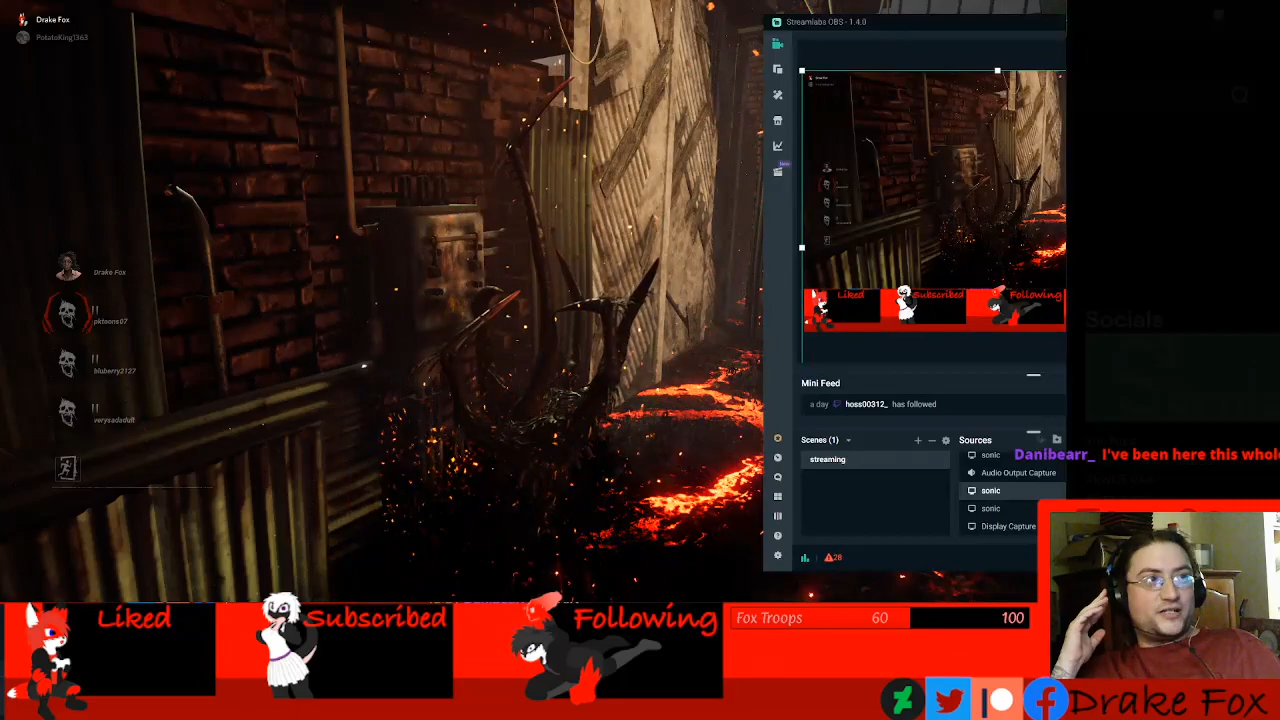 Drake Fox
PotatoKing1363
Drake Fox
pktoons07
bluberry2127
verysadadult
Streamlabs OBS - 1.4.0
Liked
Subscribed
Following
Mini Feed
a day hoss00312_ has followed
Scenes (1)
streaming
Sources
sonic
Audio Output Capture
sonic
sonic
Display Capture
28
Socials
Danibearr_ I've been here this whole
Liked
Subscribed
Following
Fox Troops 60 100
Drake Fox